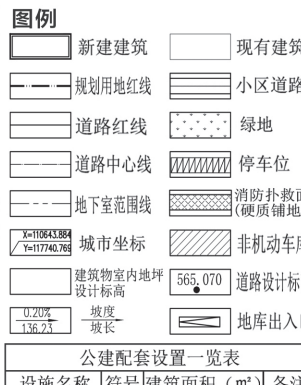 图例
新建建筑
现有建筑
规划用地红线
小区道路
道路红线
绿地
道路中心线
停车位
地下室范围线
消防扑救面
(硬质铺地
X=110643.884
Y=117740.769
城市坐标
非机动车库
建筑物室内地坪
设计标高
565.070
道路设计标
0.20%
136.23
坡度
坡长
地库出入口
公建配套设置一览表
设施名称 符号 建筑面积 (m²) 备注